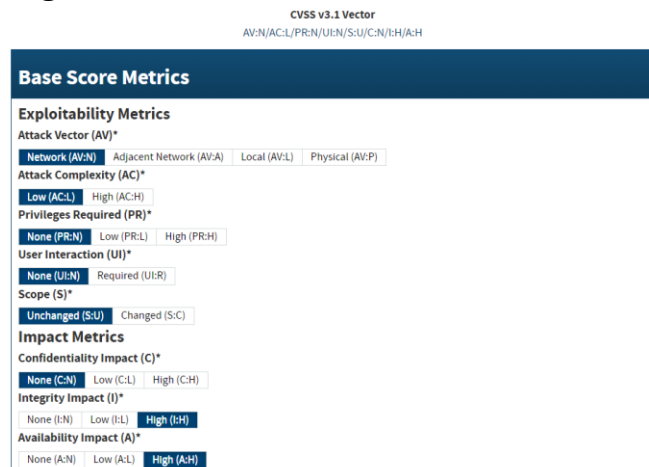 CVSS v3.1 Vector
AV:N/AC:L/PR:N/UI:N/S:U/C:N/I:H/A:H
Base Score Metrics
Exploitability Metrics
Attack Vector (AV)*
Network (AV:N) Adjacent Network (AV:A) Local (AV:L) Physical (AV:P)
Attack Complexity (AC)*
Low (AC:L) High (AC:H)
Privileges Required (PR)*
None (PR:N) Low (PR:L) High (PR:H)
User Interaction (UI)*
None (UI:N) Required (UI:R)
Scope (S)*
Unchanged (S:U) Changed (S:C)
Impact Metrics
Confidentiality Impact (C)*
None (C:N) Low (C:L) High (C:H)
Integrity Impact (I)*
None (I:N) Low (I:L) High (I:H)
Availability Impact (A)*
None (A:N) Low (A:L) High (A:H)